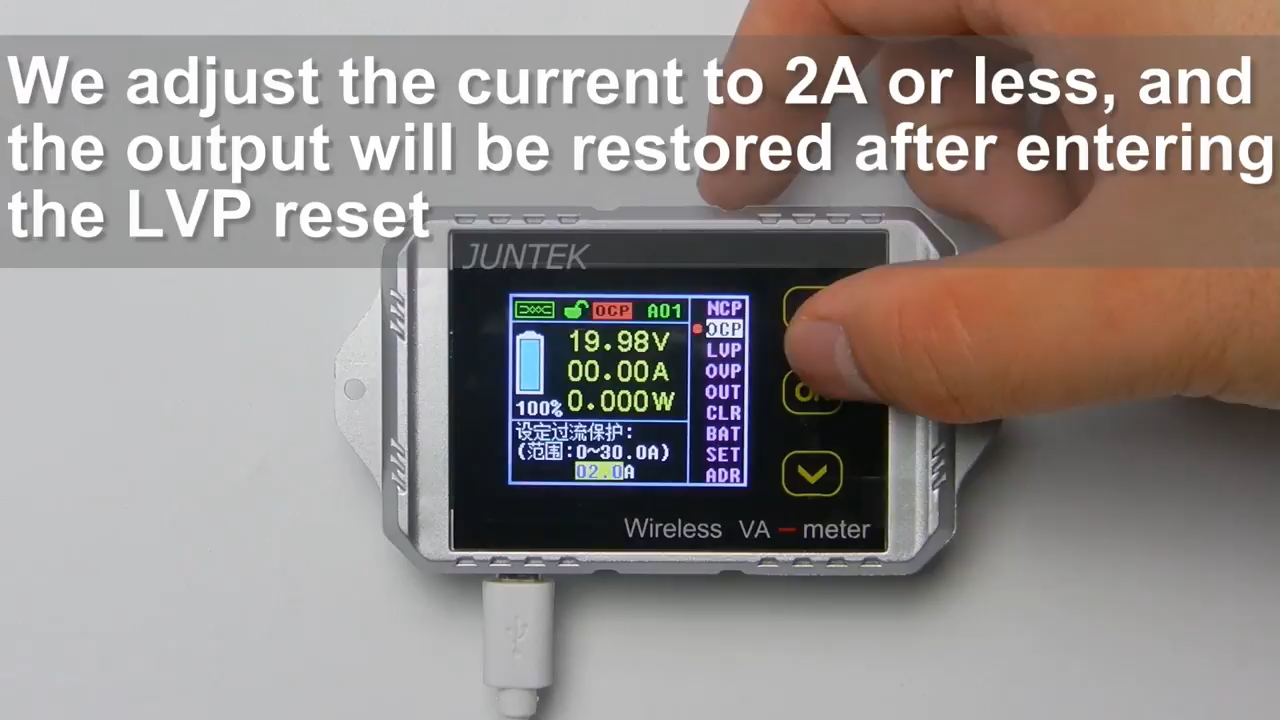 We adjust the current to 2A or less, and
the output will be restored after entering
the LVP reset
JUNTEK
OCP A01
19.98V
00.00A
0.000W
100%
设定过流保护:
(范围:0~30.0A)
02.0A
NCP
OCP
LVP
OVP
OUT
CLR
BAT
SET
ADR
Wireless VA-meter